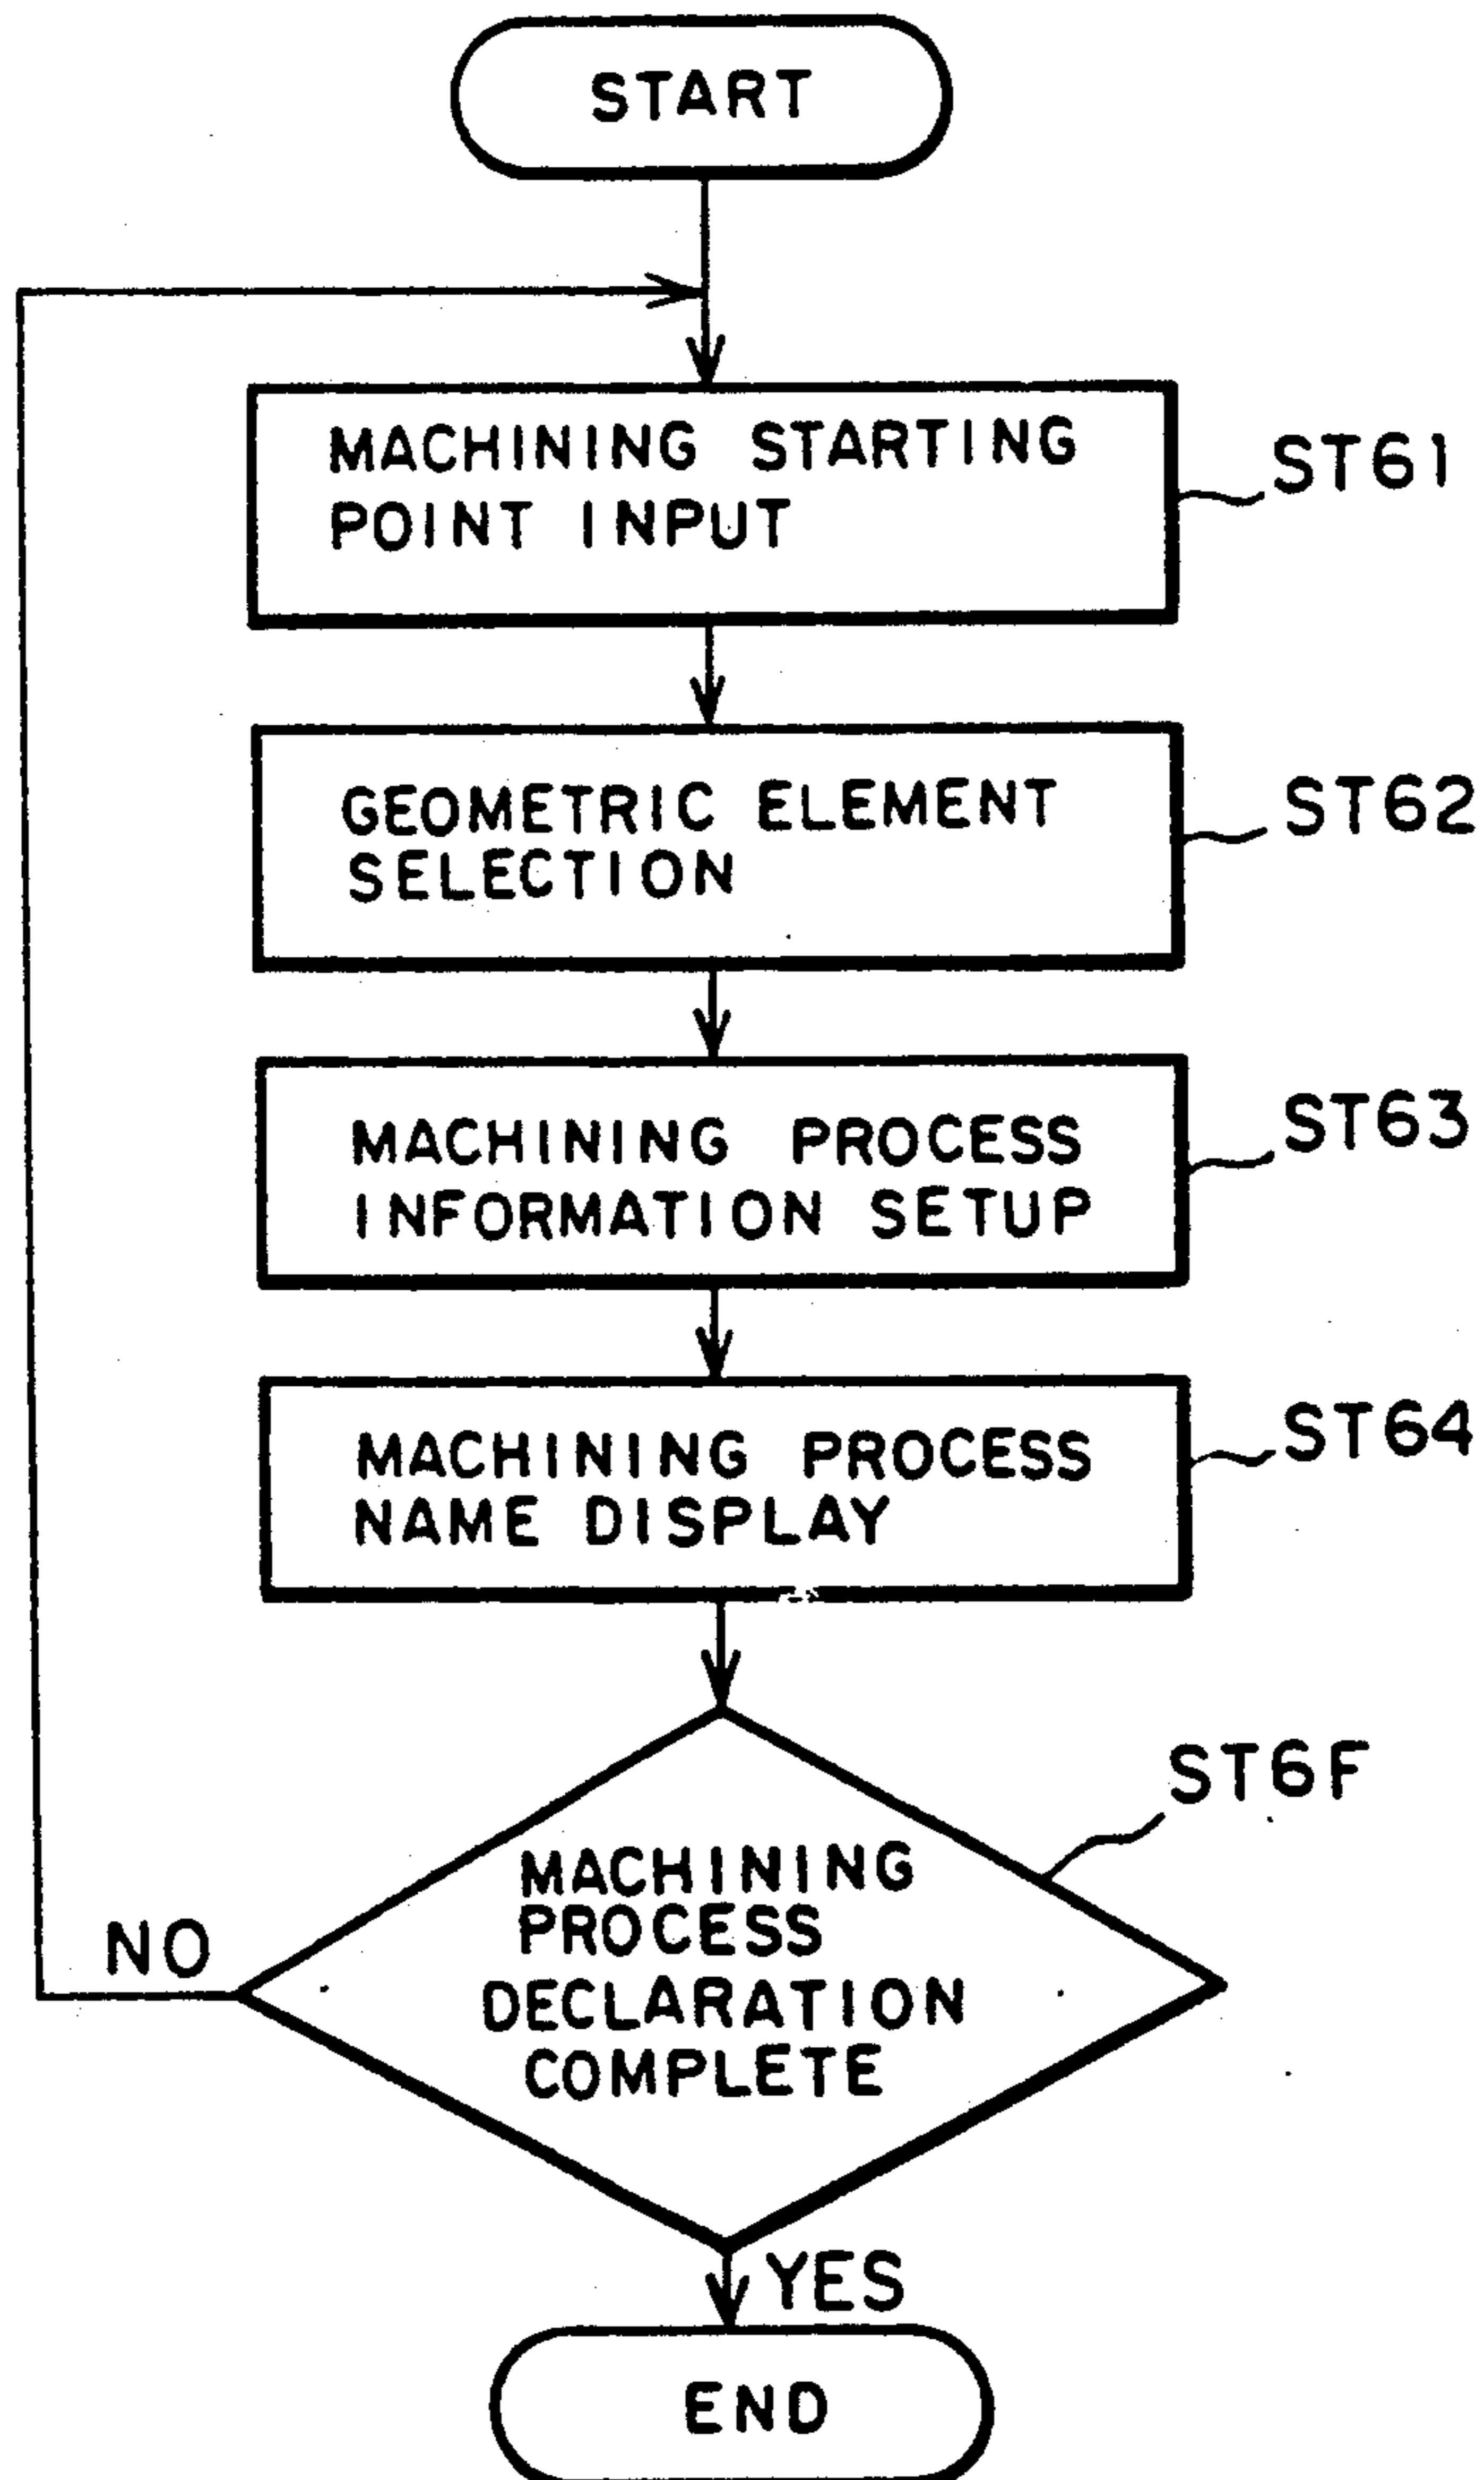 START
MACHINING STARTING
POINT INPUT
ST61
GEOMETRIC ELEMENT
SELECTION
ST62
MACHINING PROCESS
INFORMATION SETUP
ST63
MACHINING PROCESS
NAME DISPLAY
ST64
ST6F
MACHINING
PROCESS
DECLARATION
COMPLETE
NO
YES
END